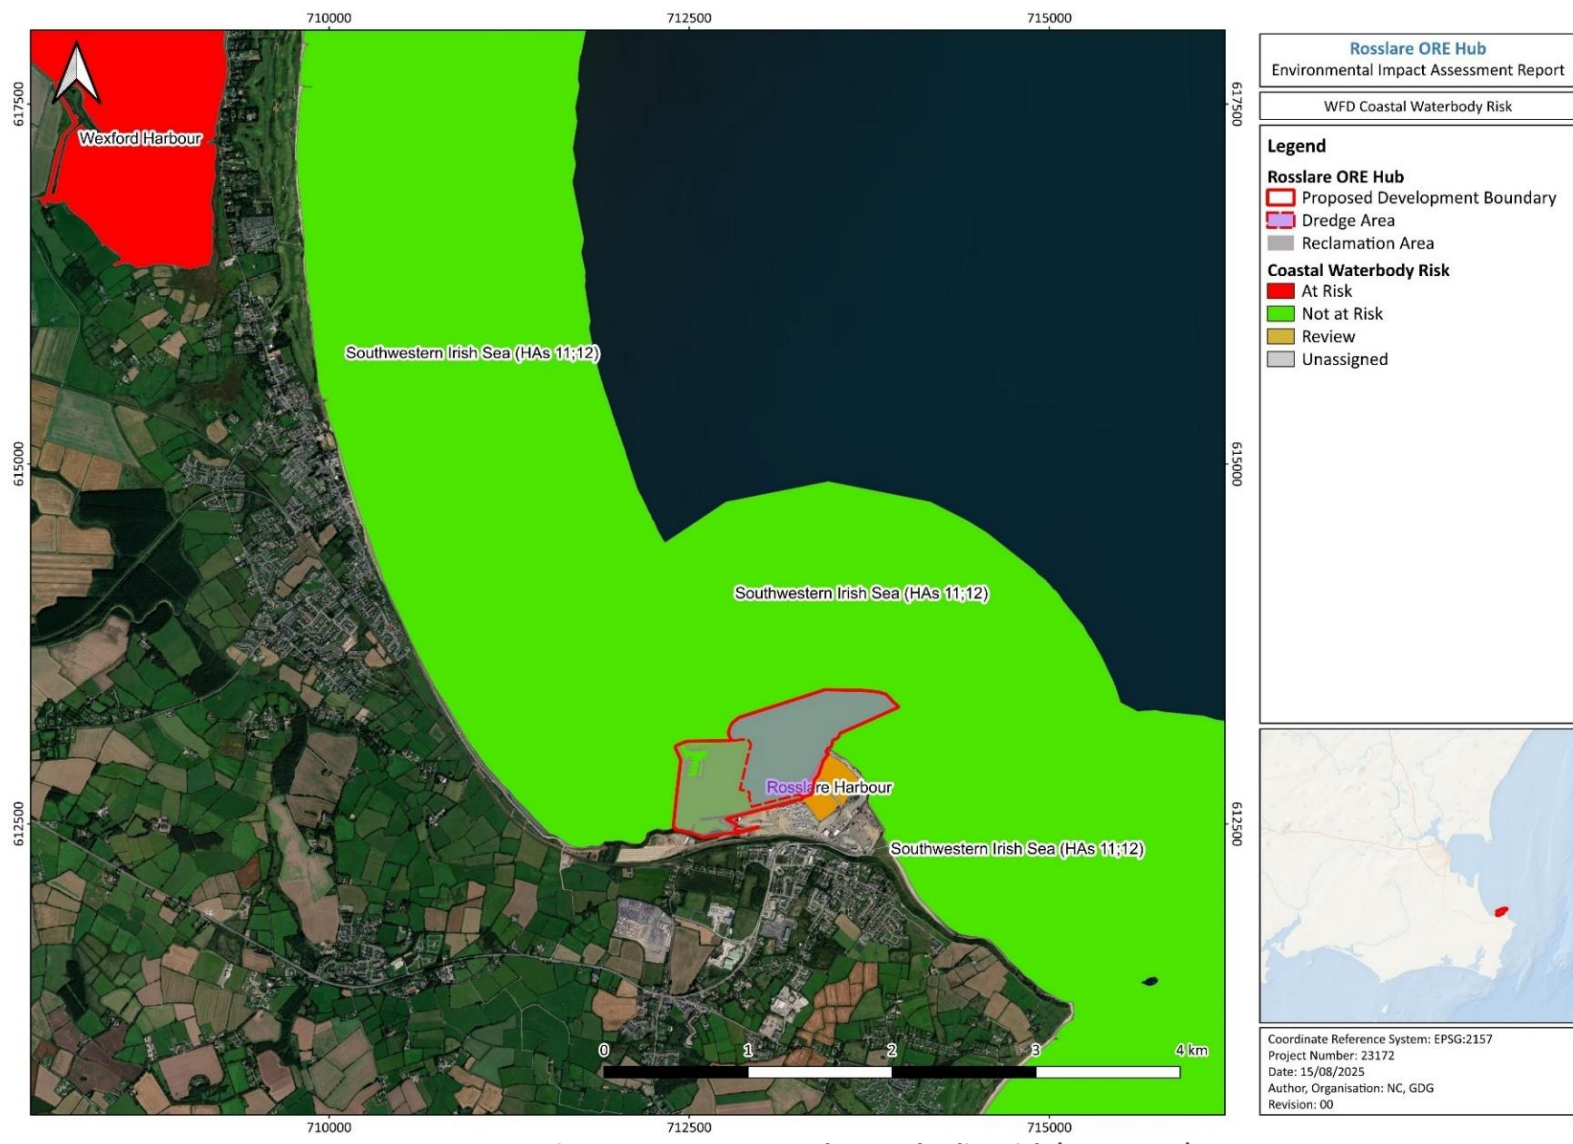 710000
712500
715000
617500
617500
Wexford Harbour
Southwestern Irish Sea (HAs 11;12)
615000
615000
Southwestern Irish Sea (HAs 11;12)
Rosslare Harbour
612500
612500
Southwestern Irish Sea (HAs 11;12)
0
1
2
3
4 km
710000
712500
715000
Rosslare ORE Hub
Environmental Impact Assessment Report
WFD Coastal Waterbody Risk
Legend
Rosslare ORE Hub
Proposed Development Boundary
Dredge Area
Reclamation Area
Coastal Waterbody Risk
At Risk
Not at Risk
Review
Unassigned
Coordinate Reference System: EPSG:2157
Project Number: 23172
Date: 15/08/2025
Author, Organisation: NC, GDG
Revision: 00